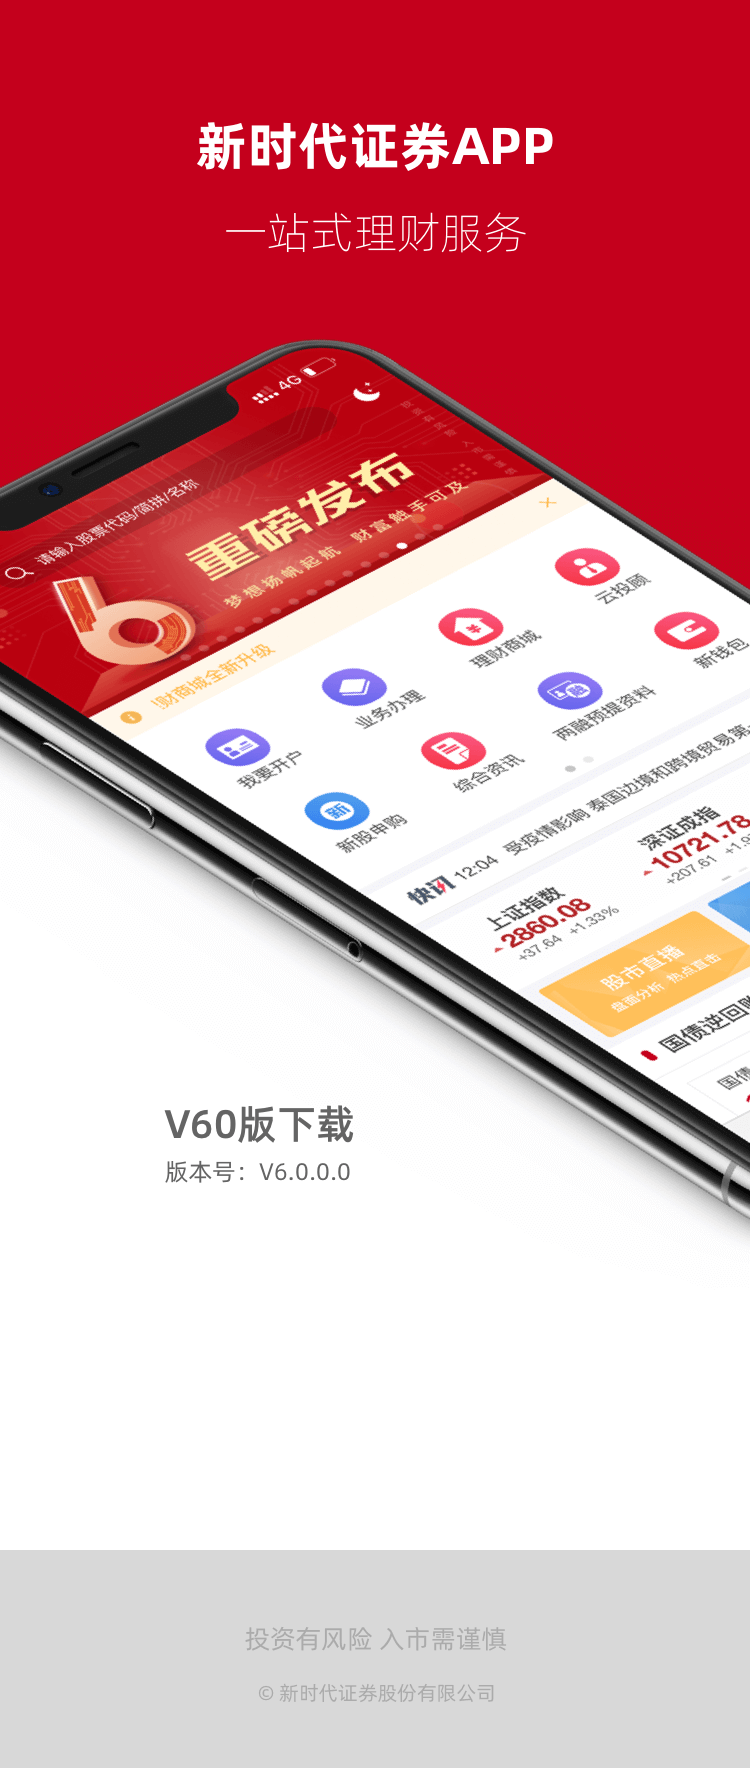 新时代证券APP
一站式理财服务
4G
请输入股票代码/简拼/名称
重磅发布
梦想扬帆起航 财富触手可及
财商城全新升级
我要开户
业务办理
理财商城
云投顾
新股申购
综合资讯
两融预提资料
新钱包
快讯 12:04 受疫情影响 泰国边境和跨境贸易第
上证指数
2860.08
+37.64 +1.33%
深证成指
10721.78
+207.61
股市直播
盘面分析 热点直击
国债逆回购
国债
V60版下载
版本号：V6.0.0.0
投资有风险 入市需谨慎
© 新时代证券股份有限公司